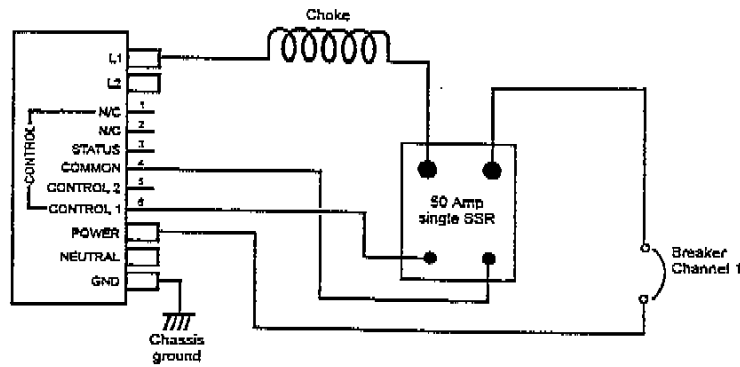 Choke
L1
L2
N/C 1
N/C 2
STATUS 3
COMMON 4
CONTROL 2 5
CONTROL 1 6
CONTROL
POWER
NEUTRAL
GND
Chassis
ground
50 Amp
single SSR
Breaker
Channel 1